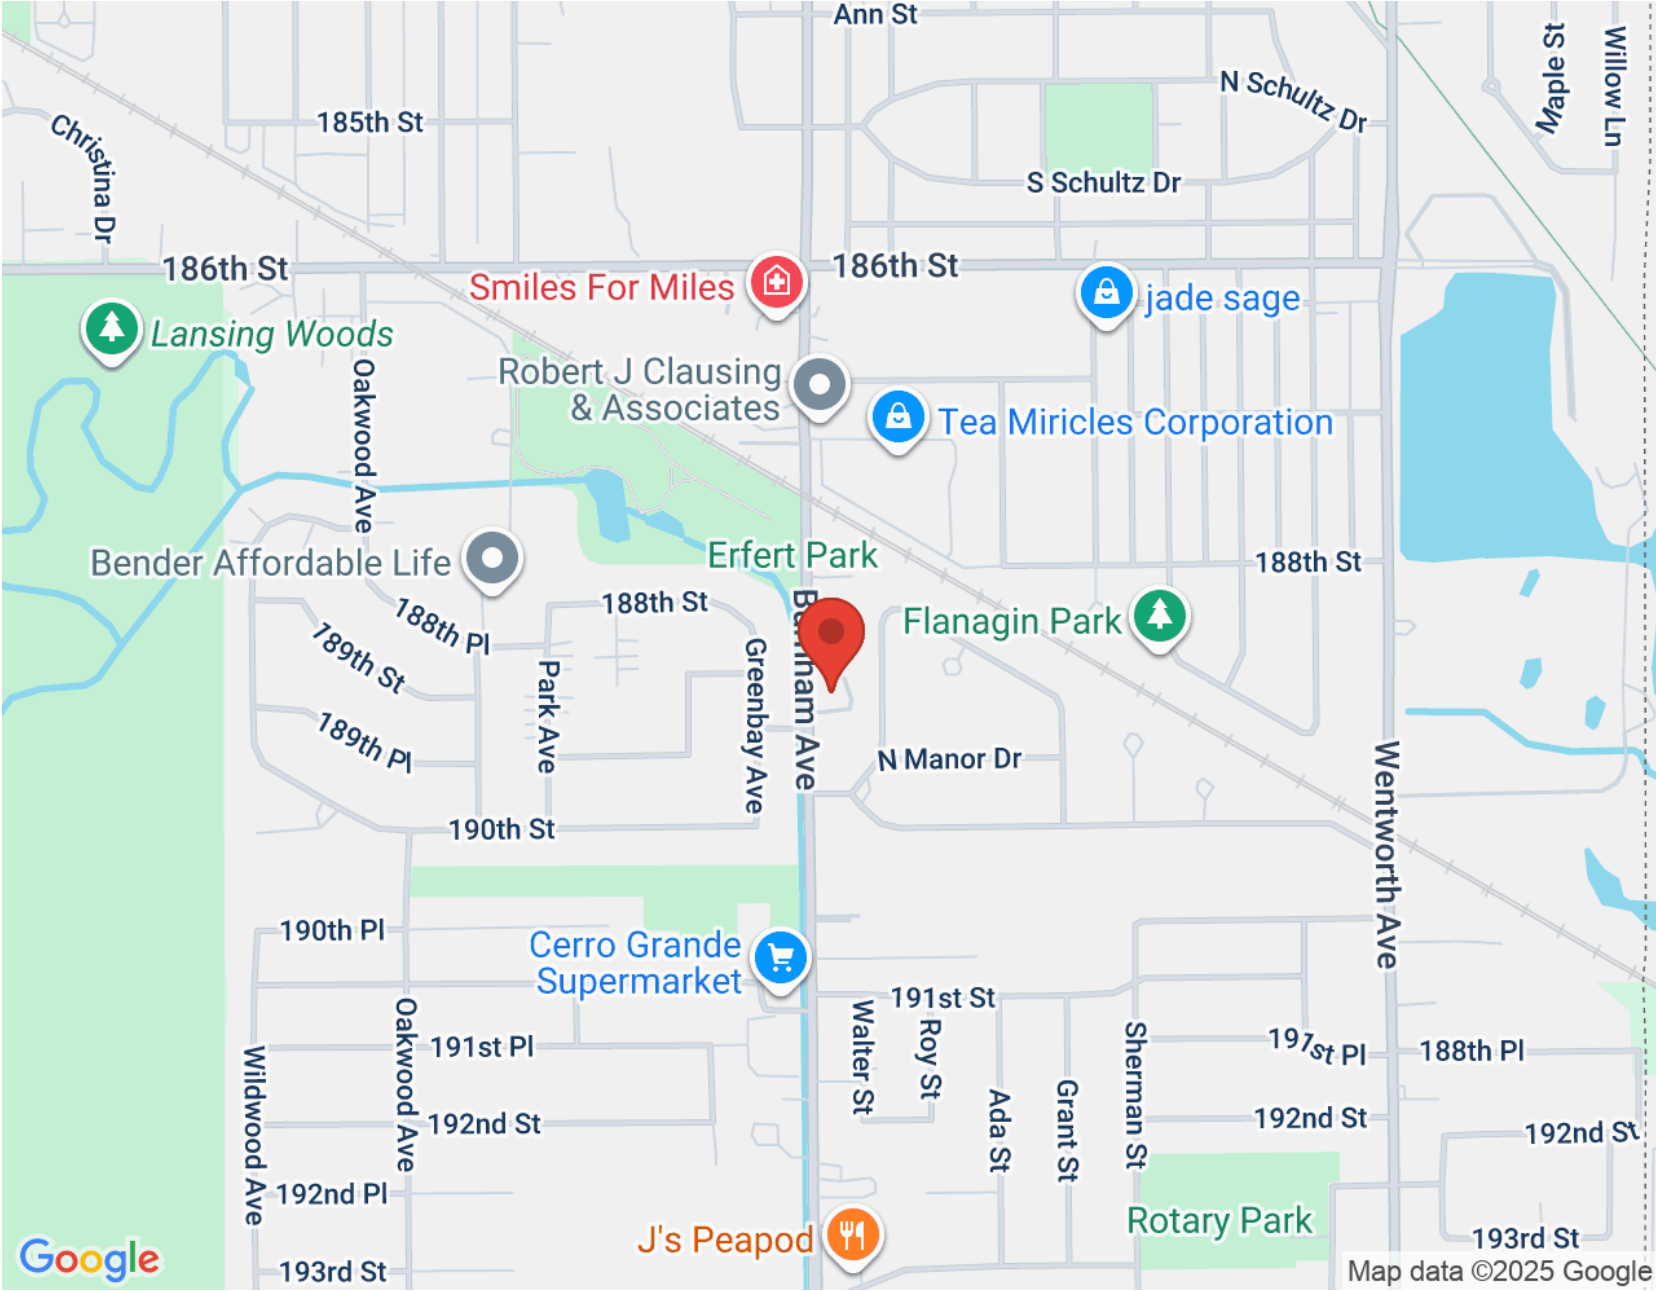 Ann St
Maple St
Willow Ln
N Schultz Dr
185th St
Christina Dr
S Schultz Dr
186th St
186th St
Smiles For Miles
jade sage
Lansing Woods
Robert J Clausing
& Associates
Tea Miricles Corporation
Oakwood Ave
Erfert Park
Bender Affordable Life
188th St
188th St
188th Pl
Flanagin Park
789th St
Greenbay Ave
Park Ave
189th Pl
N Manor Dr
Wentworth Ave
190th St
190th Pl
Cerro Grande
Supermarket
191st St
Oakwood Ave
Walter St
Roy St
Sherman St
191st Pl
191st Pl
188th Pl
Wildwood Ave
Ada St
Grant St
192nd St
192nd St
192nd St
192nd Pl
Rotary Park
J's Peapod
193rd St
193rd St
Google
Map data ©2025 Google